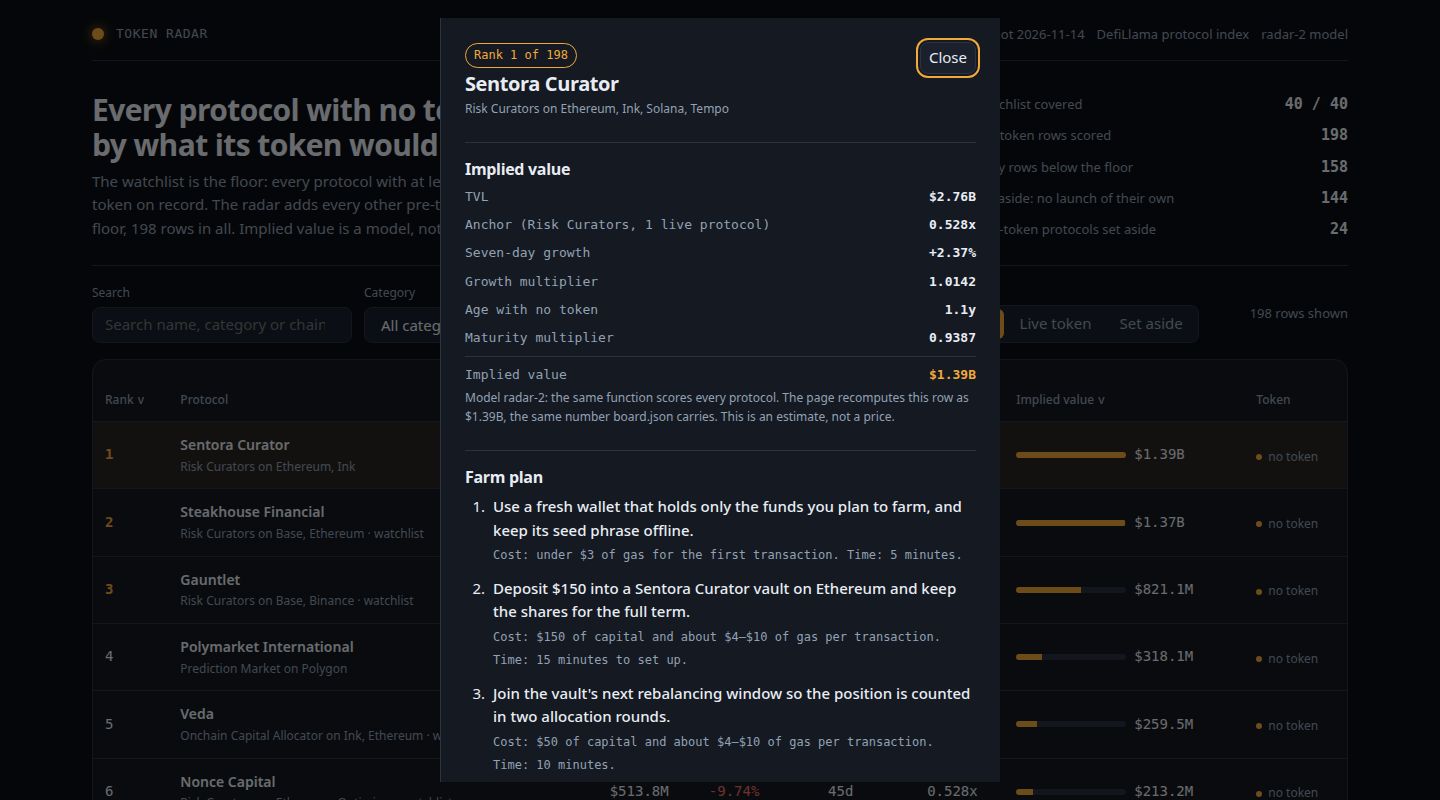 TOKEN RADAR
ot 2026-11-14 DefiLlama protocol index radar-2 model
Every protocol with no to
by what its token would
The watchlist is the floor: every protocol with at le
token on record. The radar adds every other pre-t
floor, 198 rows in all. Implied value is a model, not
chlist covered 40 / 40
token rows scored 198
y rows below the floor 158
aside: no launch of their own 144
-token protocols set aside 24
Search Category
Search name, category or chain All categ Live token Set aside 198 rows shown
Rank v Protocol Implied value v Token
1 Sentora Curator $1.39B no token
Risk Curators on Ethereum, Ink
2 Steakhouse Financial $1.37B no token
Risk Curators on Base, Ethereum · watchlist
3 Gauntlet $821.1M no token
Risk Curators on Base, Binance · watchlist
4 Polymarket International $318.1M no token
Prediction Market on Polygon
5 Veda $259.5M no token
Onchain Capital Allocator on Ink, Ethereum · w
6 Nonce Capital $513.8M -9.74% 45d 0.528x $213.2M no token
Rank 1 of 198
Close
Sentora Curator
Risk Curators on Ethereum, Ink, Solana, Tempo
Implied value
TVL $2.76B
Anchor (Risk Curators, 1 live protocol) 0.528x
Seven-day growth +2.37%
Growth multiplier 1.0142
Age with no token 1.1y
Maturity multiplier 0.9387
Implied value $1.39B
Model radar-2: the same function scores every protocol. The page recomputes this row as
$1.39B, the same number board.json carries. This is an estimate, not a price.
Farm plan
1. Use a fresh wallet that holds only the funds you plan to farm, and
keep its seed phrase offline.
Cost: under $3 of gas for the first transaction. Time: 5 minutes.
2. Deposit $150 into a Sentora Curator vault on Ethereum and keep
the shares for the full term.
Cost: $150 of capital and about $4–$10 of gas per transaction.
Time: 15 minutes to set up.
3. Join the vault's next rebalancing window so the position is counted
in two allocation rounds.
Cost: $50 of capital and about $4–$10 of gas per transaction.
Time: 10 minutes.